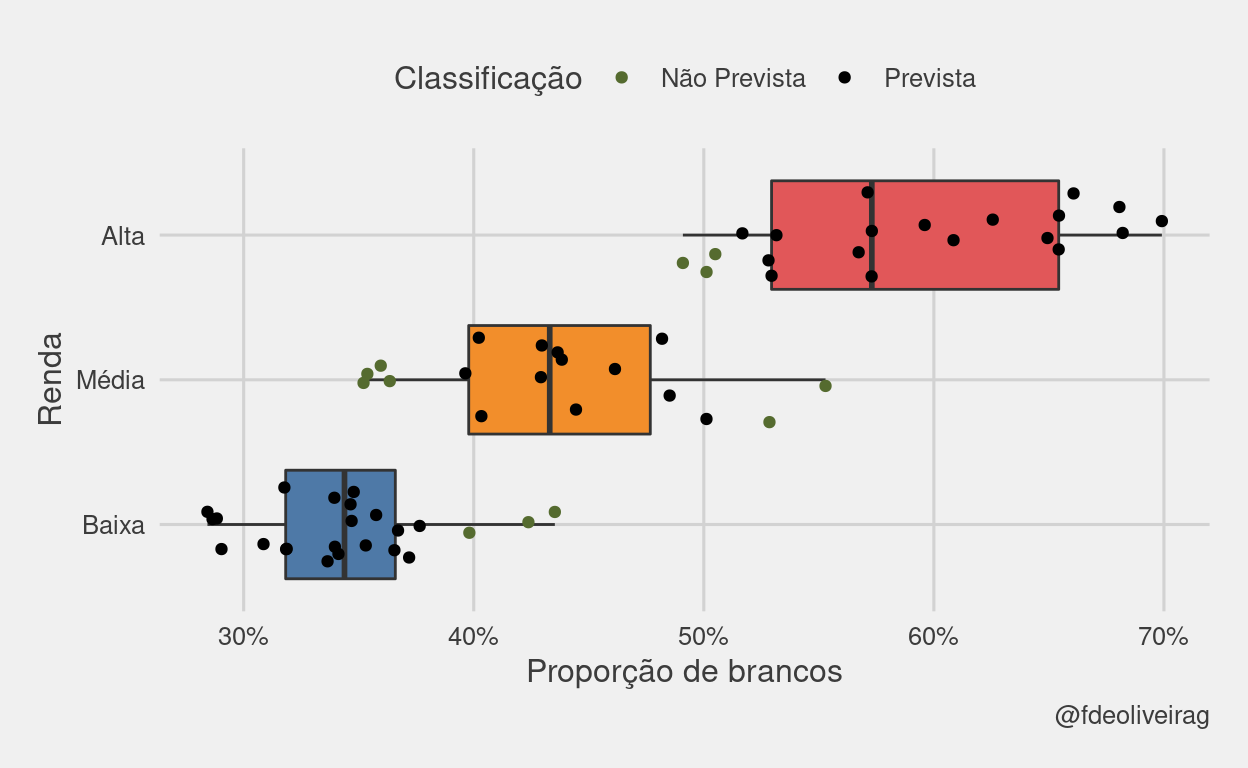 Classificação Não Prevista Prevista
Renda
Alta
Média
Baixa
30% 40% 50% 60% 70%
Proporção de brancos
@fdeoliveirag